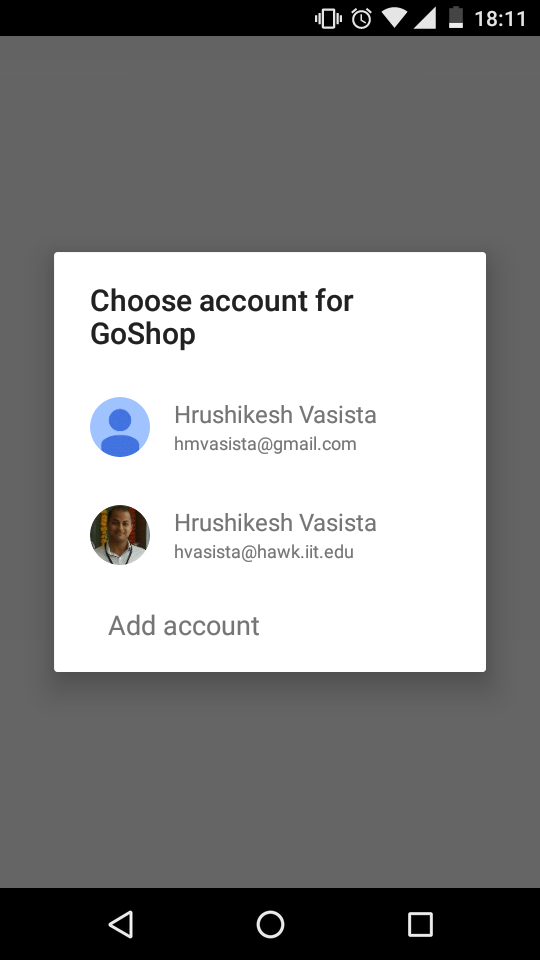 18:11
Choose account for
GoShop
Hrushikesh Vasista
hmvasista@gmail.com
Hrushikesh Vasista
hvasista@hawk.iit.edu
Add account